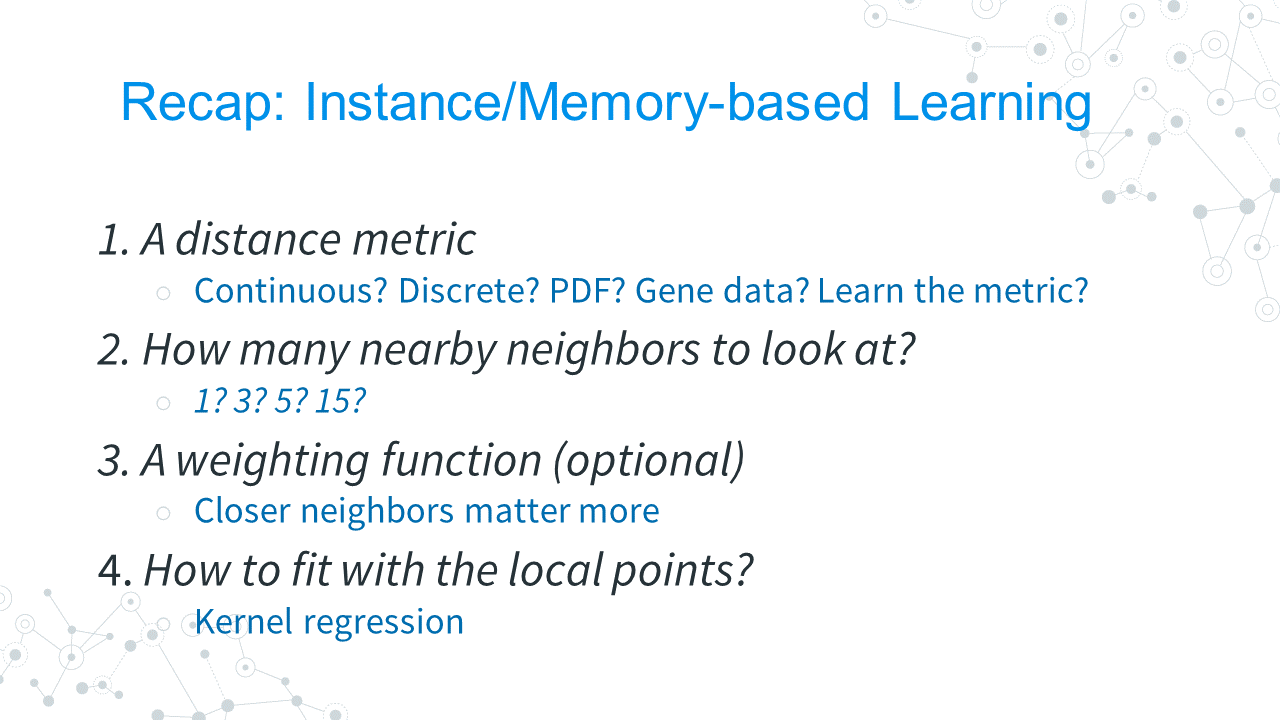 Recap: Instance/Memory-based Learning
1. A distance metric
○ Continuous? Discrete? PDF? Gene data? Learn the metric?
2. How many nearby neighbors to look at?
○ 1? 3? 5? 15?
3. A weighting function (optional)
○ Closer neighbors matter more
4. How to fit with the local points?
○ Kernel regression